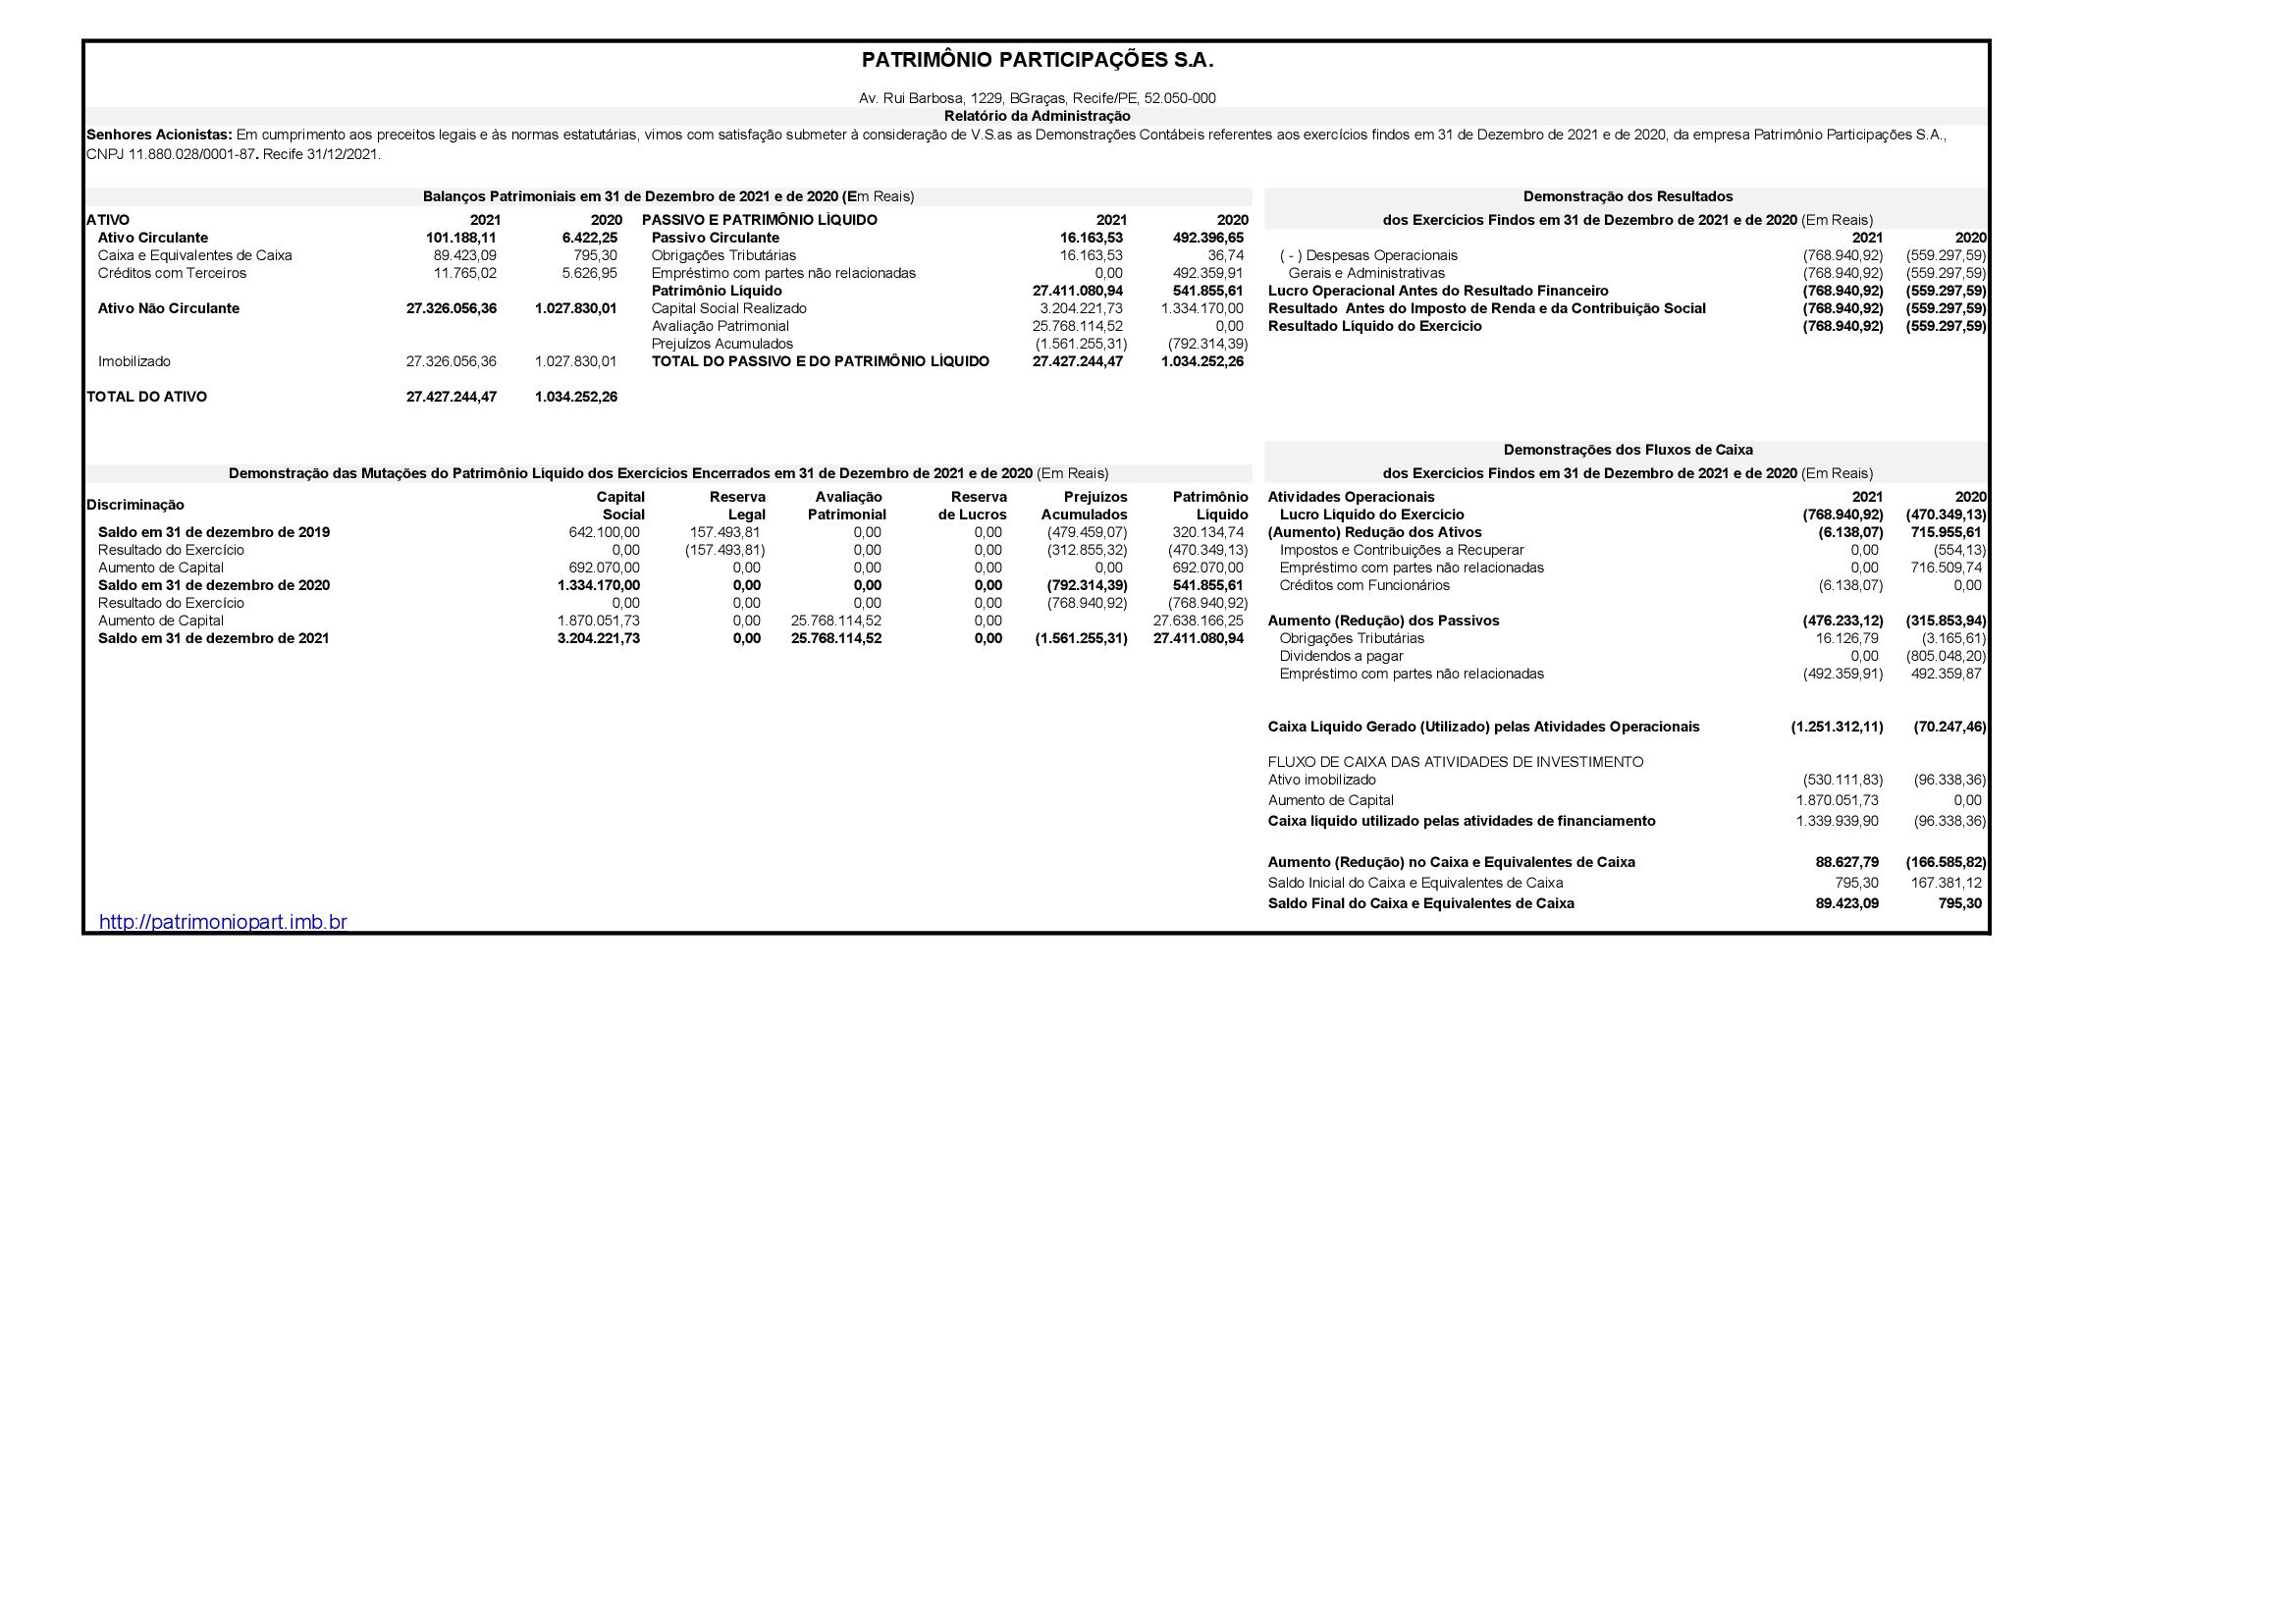 PATRIMÔNIO PARTICIPAÇÕES S.A.
Av. Rui Barbosa, 1229, BGraças, Recife/PE, 52.050-000
Relatório da Administração
Senhores Acionistas: Em cumprimento aos preceitos legais e às normas estatutárias, vimos com satisfação submeter à consideração de V.S.as as Demonstrações Contábeis referentes aos exercícios findos em 31 de Dezembro de 2021 e de 2020, da empresa Patrimônio Participações S.A.,
CNPJ 11.880.028/0001-87. Recife 31/12/2021.
Balanços Patrimoniais em 31 de Dezembro de 2021 e de 2020 (Em Reais)
ATIVO 2021 2020 PASSIVO E PATRIMÔNIO LÍQUIDO 2021 2020
Ativo Circulante 101.188,11 6.422,25 Passivo Circulante 16.163,53 492.396,65
Caixa e Equivalentes de Caixa 89.423,09 795,30 Obrigações Tributárias 16.163,53 36,74
Créditos com Terceiros 11.765,02 5.626,95 Empréstimo com partes não relacionadas 0,00 492.359,91
Patrimônio Líquido 27.411.080,94 541.855,61
Ativo Não Circulante 27.326.056,36 1.027.830,01 Capital Social Realizado 3.204.221,73 1.334.170,00
Avaliação Patrimonial 25.768.114,52 0,00
Prejuízos Acumulados (1.561.255,31) (792.314,39)
Imobilizado 27.326.056,36 1.027.830,01 TOTAL DO PASSIVO E DO PATRIMÔNIO LÍQUIDO 27.427.244,47 1.034.252,26
TOTAL DO ATIVO 27.427.244,47 1.034.252,26
Demonstração dos Resultados
dos Exercícios Findos em 31 de Dezembro de 2021 e de 2020 (Em Reais)
2021 2020
( - ) Despesas Operacionais (768.940,92) (559.297,59)
Gerais e Administrativas (768.940,92) (559.297,59)
Lucro Operacional Antes do Resultado Financeiro (768.940,92) (559.297,59)
Resultado Antes do Imposto de Renda e da Contribuição Social (768.940,92) (559.297,59)
Resultado Líquido do Exercício (768.940,92) (559.297,59)
Demonstração das Mutações do Patrimônio Líquido dos Exercícios Encerrados em 31 de Dezembro de 2021 e de 2020 (Em Reais)
Discriminação Capital Social Reserva Legal Avaliação Patrimonial Reserva de Lucros Prejuízos Acumulados Patrimônio Líquido
Saldo em 31 de dezembro de 2019 642.100,00 157.493,81 0,00 0,00 (479.459,07) 320.134,74
Resultado do Exercício 0,00 (157.493,81) 0,00 0,00 (312.855,32) (470.349,13)
Aumento de Capital 692.070,00 0,00 0,00 0,00 0,00 692.070,00
Saldo em 31 de dezembro de 2020 1.334.170,00 0,00 0,00 0,00 (792.314,39) 541.855,61
Resultado do Exercício 0,00 0,00 0,00 0,00 (768.940,92) (768.940,92)
Aumento de Capital 1.870.051,73 0,00 25.768.114,52 0,00 27.638.166,25
Saldo em 31 de dezembro de 2021 3.204.221,73 0,00 25.768.114,52 0,00 (1.561.255,31) 27.411.080,94
Demonstrações dos Fluxos de Caixa
dos Exercícios Findos em 31 de Dezembro de 2021 e de 2020 (Em Reais)
Atividades Operacionais 2021 2020
Lucro Líquido do Exercício (768.940,92) (470.349,13)
(Aumento) Redução dos Ativos (6.138,07) 715.955,61
Impostos e Contribuições a Recuperar 0,00 (554,13)
Empréstimo com partes não relacionadas 0,00 716.509,74
Créditos com Funcionários (6.138,07) 0,00
Aumento (Redução) dos Passivos (476.233,12) (315.853,94)
Obrigações Tributárias 16.126,79 (3.165,61)
Dividendos a pagar 0,00 (805.048,20)
Empréstimo com partes não relacionadas (492.359,91) 492.359,87
Caixa Líquido Gerado (Utilizado) pelas Atividades Operacionais (1.251.312,11) (70.247,46)
FLUXO DE CAIXA DAS ATIVIDADES DE INVESTIMENTO
Ativo imobilizado (530.111,83) (96.338,36)
Aumento de Capital 1.870.051,73 0,00
Caixa líquido utilizado pelas atividades de financiamento 1.339.939,90 (96.338,36)
Aumento (Redução) no Caixa e Equivalentes de Caixa 88.627,79 (166.585,82)
Saldo Inicial do Caixa e Equivalentes de Caixa 795,30 167.381,12
Saldo Final do Caixa e Equivalentes de Caixa 89.423,09 795,30
http://patrimoniopart.imb.br